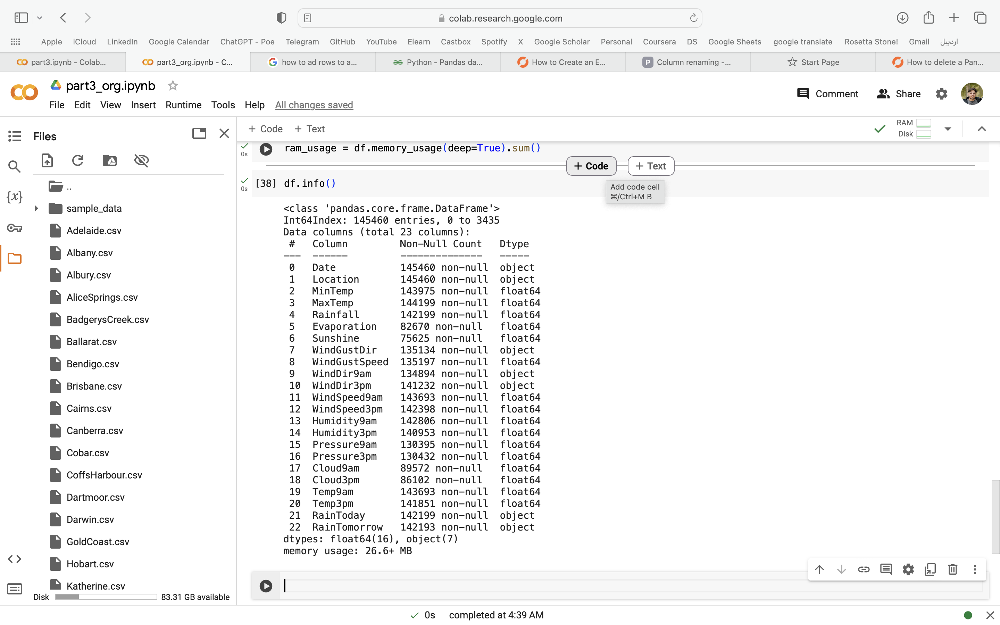 colab.research.google.com
Apple iCloud LinkedIn Google Calendar ChatGPT - Poe Telegram GitHub YouTube Elearn Castbox Spotify X Google Scholar Personal Coursera DS Google Sheets google translate Rosetta Stone! Gmail اردبیل
part3.ipynb - Colab... part3_org.ipynb - C... how to ad rows to a... Python - Pandas da... How to Create an E... P Column renaming -... Start Page How to delete a Pan...
part3_org.ipynb
Comment Share
File Edit View Insert Runtime Tools Help All changes saved
Files
+ Code + Text
RAM
Disk
0s
ram_usage = df.memory_usage(deep=True).sum()
+ Code + Text
Add code cell
⌘/Ctrl+M B
0s
[38] df.info()
..
sample_data
Adelaide.csv
Albany.csv
Albury.csv
AliceSprings.csv
BadgerysCreek.csv
Ballarat.csv
Bendigo.csv
Brisbane.csv
Cairns.csv
Canberra.csv
Cobar.csv
CoffsHarbour.csv
Dartmoor.csv
Darwin.csv
GoldCoast.csv
Hobart.csv
Katherine.csv
Disk 83.31 GB available
{x}
<class 'pandas.core.frame.DataFrame'>
Int64Index: 145460 entries, 0 to 3435
Data columns (total 23 columns):
# Column Non-Null Count Dtype
--- ------ -------------- -----
0 Date 145460 non-null object
1 Location 145460 non-null object
2 MinTemp 143975 non-null float64
3 MaxTemp 144199 non-null float64
4 Rainfall 142199 non-null float64
5 Evaporation 82670 non-null float64
6 Sunshine 75625 non-null float64
7 WindGustDir 135134 non-null object
8 WindGustSpeed 135197 non-null float64
9 WindDir9am 134894 non-null object
10 WindDir3pm 141232 non-null object
11 WindSpeed9am 143693 non-null float64
12 WindSpeed3pm 142398 non-null float64
13 Humidity9am 142806 non-null float64
14 Humidity3pm 140953 non-null float64
15 Pressure9am 130395 non-null float64
16 Pressure3pm 130432 non-null float64
17 Cloud9am 89572 non-null float64
18 Cloud3pm 86102 non-null float64
19 Temp9am 143693 non-null float64
20 Temp3pm 141851 non-null float64
21 RainToday 142199 non-null object
22 RainTomorrow 142193 non-null object
dtypes: float64(16), object(7)
memory usage: 26.6+ MB
0s completed at 4:39 AM